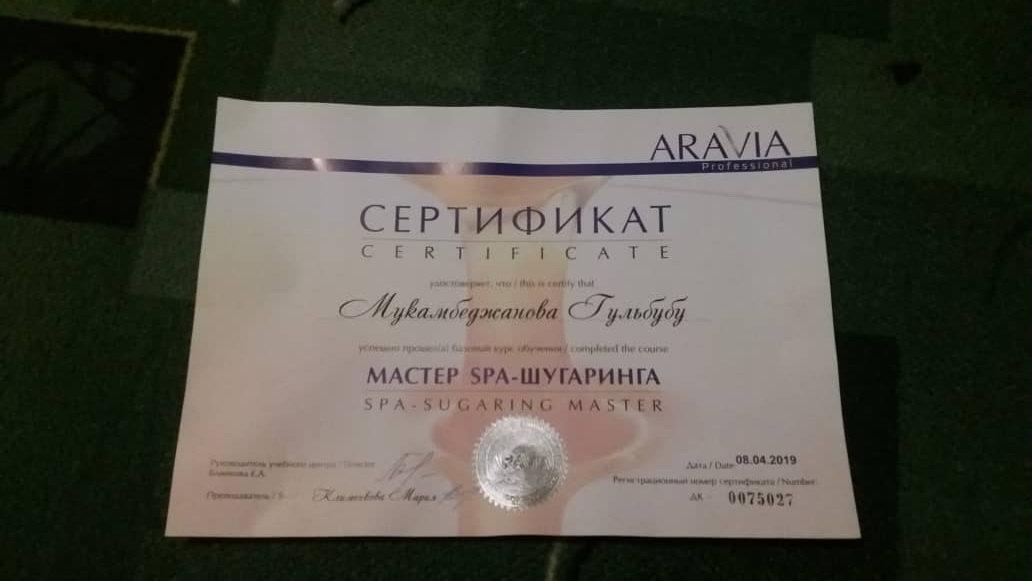 ARAVIA
Professional
СЕРТИФИКАТ
CERTIFICATE
удостоверяет, что / this is certify that
Мукамбеджанова Гульбубу
успешно прошел(а) базовый курс обучения / completed the course
МАСТЕР SPA-ШУГАРИНГА
SPA-SUGARING MASTER
Руководитель учебного центра / Director
Е.А.
Преподаватель /
Мария
Дата / Date 08.04.2019
Регистрационный номер сертификата / Number:
АК - 0075027